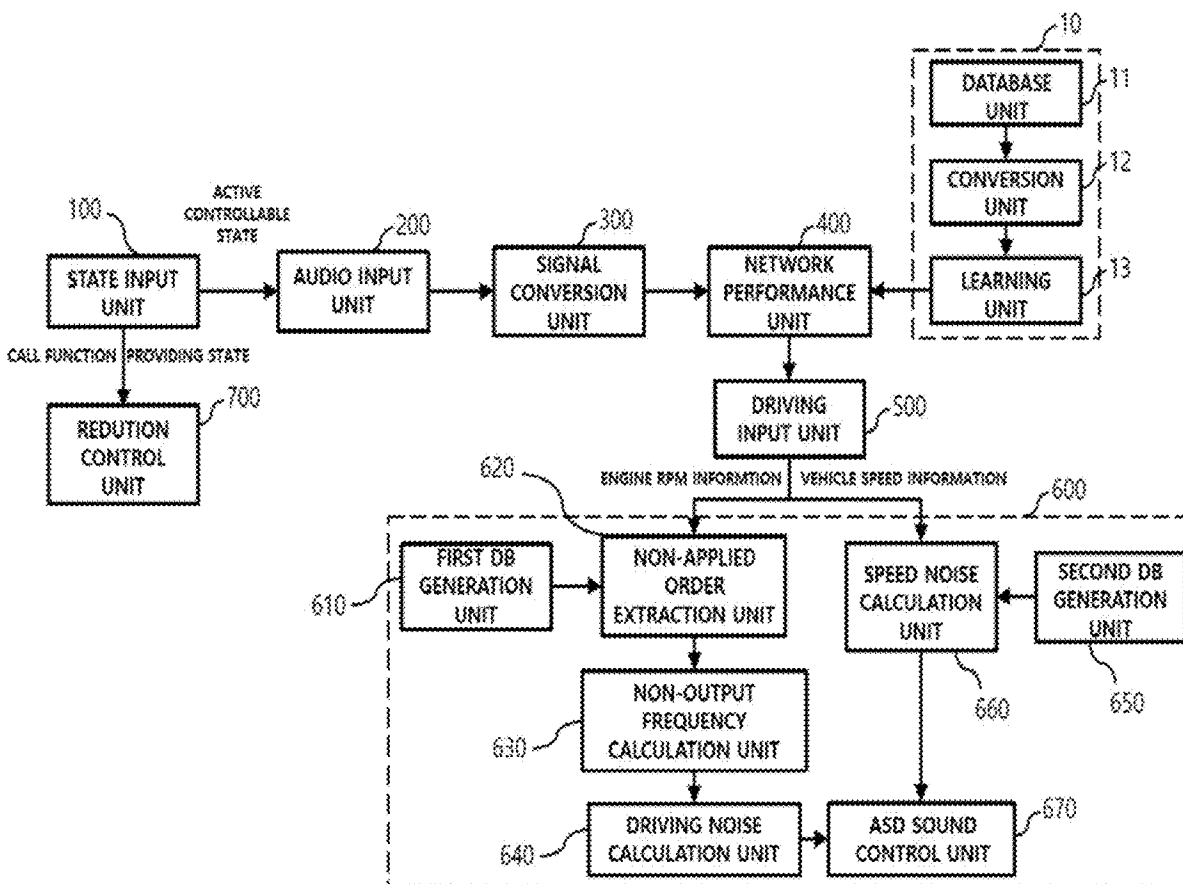 10
DATABASE
UNIT
11
CONVERSION
UNIT
12
LEARNING
UNIT
13
100
ACTIVE
CONTROLLABLE
STATE
STATE INPUT
UNIT
200
AUDIO INPUT
UNIT
300
SIGNAL
CONVERSION
UNIT
400
NETWORK
PERFORMANCE
UNIT
CALL FUNCTION PROVIDING STATE
700
REDUTION
CONTROL
UNIT
DRIVING
INPUT UNIT
500
ENGINE RPM INFORMTION
VEHICLE SPEED INFORMATION
600
620
FIRST DB
GENERATION
UNIT
610
NON-APPLIED
ORDER
EXTRACTION UNIT
SPEED NOISE
CALCULATION
UNIT
660
SECOND DB
GENERATION
UNIT
650
NON-OUTPUT
FREQUENCY
CALCULATION UNIT
630
DRIVING NOISE
CALCULATION UNIT
640
ASD SOUND
CONTROL UNIT
670